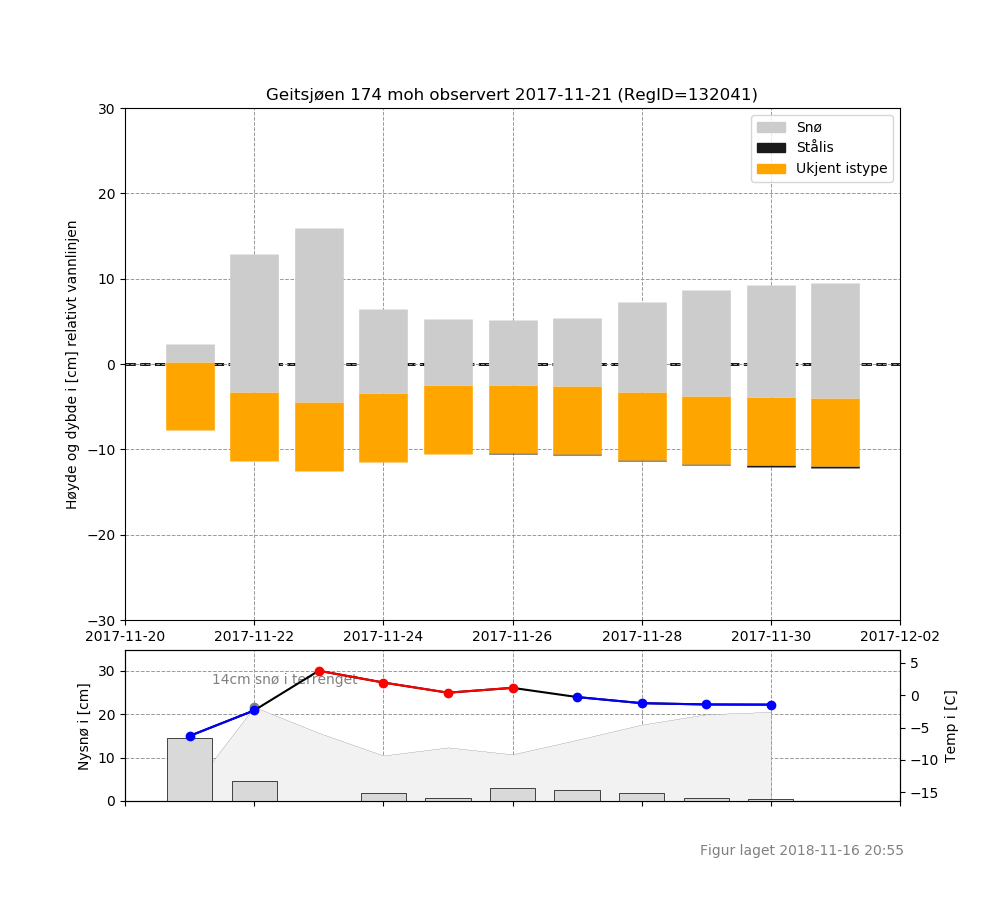 Geitsjøen 174 moh observert 2017-11-21 (RegID=132041)
Høyde og dybde i [cm] relativt vannlinjen
30
20
10
0
−10
−20
−30
Snø
Stålis
Ukjent istype
2017-11-20
2017-11-22
2017-11-24
2017-11-26
2017-11-28
2017-11-30
2017-12-02
Nysnø i [cm]
30
20
10
0
14cm snø i terrenget
5
0
−5
−10
−15
Temp i [C]
Figur laget 2018-11-16 20:55